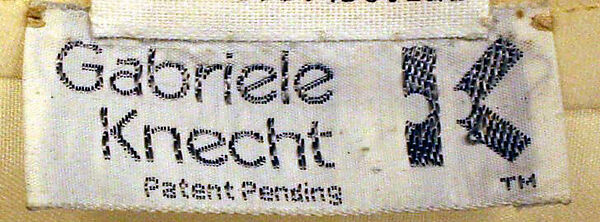 Gabriele
Knecht
Patent Pending
K
TM